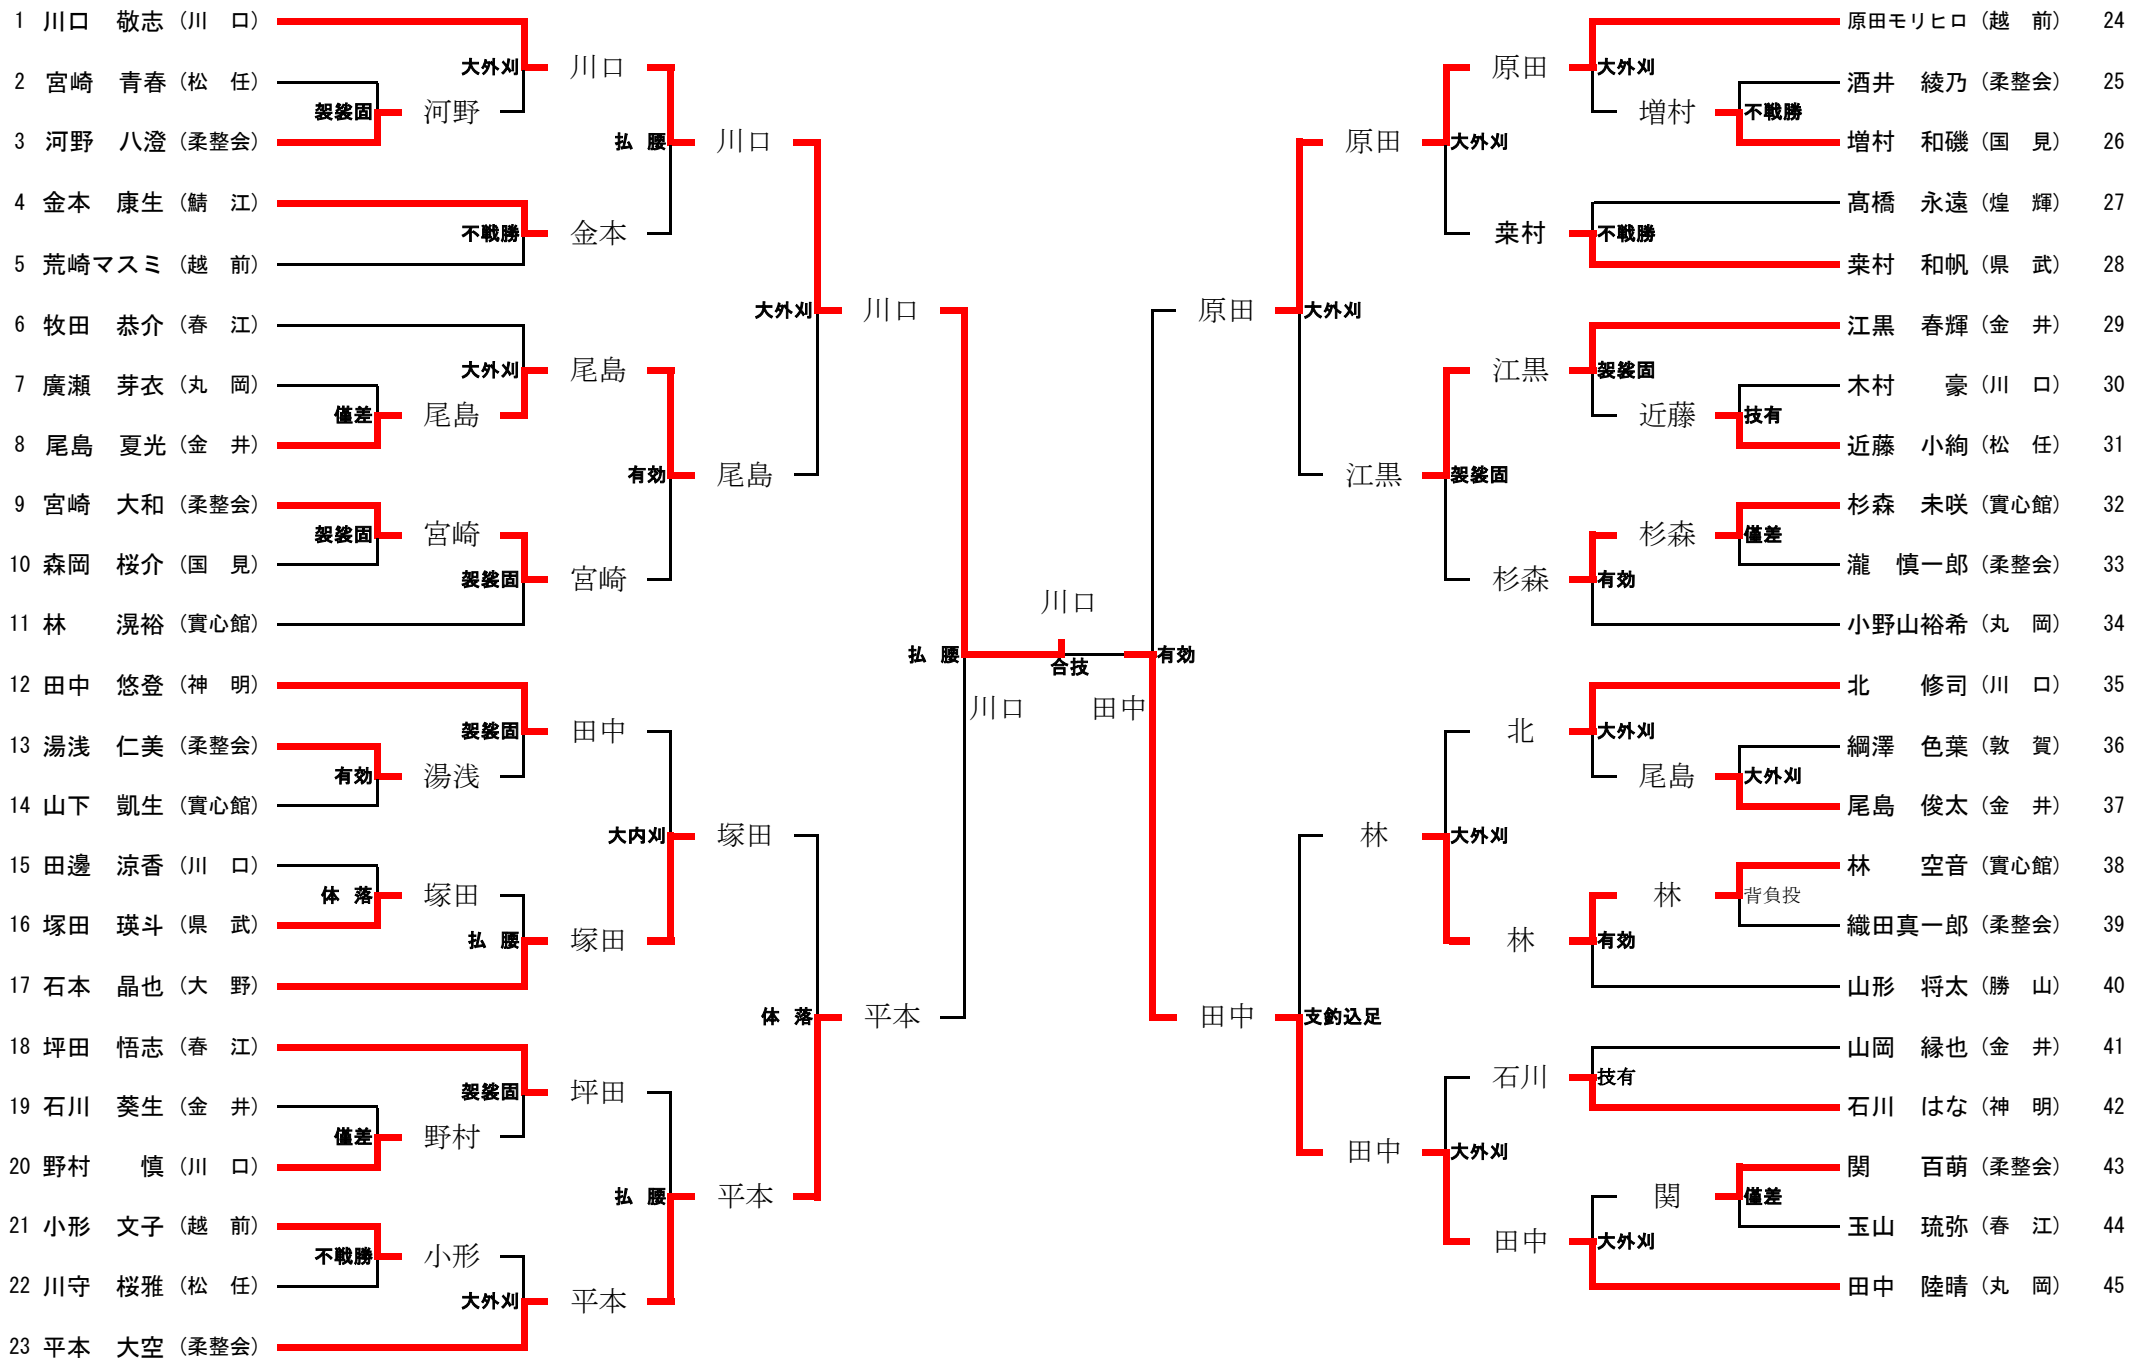 1 川口　敬志（川　口）
2 宮崎　青春（松　任）
3 河野　八澄（柔整会）
4 金本　康生（鯖　江）
5 荒崎マスミ（越　前）
6 牧田　恭介（春　江）
7 廣瀬　芽衣（丸　岡）
8 尾島　夏光（金　井）
9 宮崎　大和（柔整会）
10 森岡　桜介（国　見）
11 林　　滉裕（實心館）
12 田中　悠登（神　明）
13 湯浅　仁美（柔整会）
14 山下　凱生（實心館）
15 田邊　涼香（川　口）
16 塚田　瑛斗（県　武）
17 石本　晶也（大　野）
18 坪田　悟志（春　江）
19 石川　葵生（金　井）
20 野村　　慎（川　口）
21 小形　文子（越　前）
22 川守　桜雅（松　任）
23 平本　大空（柔整会）
袈裟固
河野
僅差
尾島
袈裟固
宮崎
有効
湯浅
体 落
塚田
僅差
野村
不戦勝
小形
大外刈
川口
不戦勝
金本
大外刈
尾島
袈裟固
宮崎
袈裟固
田中
払 腰
塚田
袈裟固
坪田
大外刈
平本
払 腰
川口
有効
尾島
大内刈
塚田
払 腰
平本
大外刈
川口
体 落
平本
払 腰
川口
川口
合技
田中
有効
原田
大外刈
田中
支釣込足
原田
大外刈
江黒
袈裟固
林
大外刈
田中
大外刈
原田
大外刈
桒村
不戦勝
江黒
袈裟固
杉森
有効
北
大外刈
林
有効
石川
技有
田中
大外刈
増村
不戦勝
近藤
技有
杉森
僅差
尾島
大外刈
林
背負投
関
僅差
原田モリヒロ（越　前） 24
酒井　綾乃（柔整会） 25
増村　和磯（国　見） 26
髙橋　永遠（煌　輝） 27
桒村　和帆（県　武） 28
江黒　春輝（金　井） 29
木村　　豪（川　口） 30
近藤　小絢（松　任） 31
杉森　未咲（實心館） 32
瀧　慎一郎（柔整会） 33
小野山裕希（丸　岡） 34
北　　修司（川　口） 35
綱澤　色葉（敦　賀） 36
尾島　俊太（金　井） 37
林　　空音（實心館） 38
織田真一郎（柔整会） 39
山形　将太（勝　山） 40
山岡　縁也（金　井） 41
石川　はな（神　明） 42
関　　百萌（柔整会） 43
玉山　琉弥（春　江） 44
田中　陸晴（丸　岡） 45